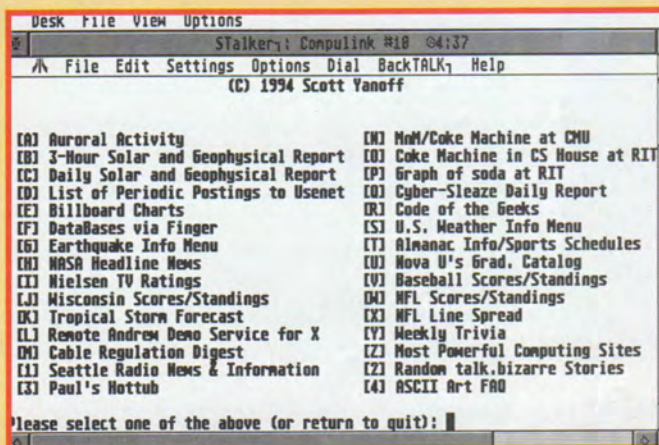 Desk File View Options
STalker┐: Compulink #18 ⊙4:37
File Edit Settings Options Dial BackTALK┐ Help
(C) 1994 Scott Yanoff
[A] Auroral Activity
[B] 3-Hour Solar and Geophysical Report
[C] Daily Solar and Geophysical Report
[D] List of Periodic Postings to Usenet
[E] Billboard Charts
[F] DataBases via Finger
[G] Earthquake Info Menu
[H] NASA Headline News
[I] Nielsen TV Ratings
[J] Wisconsin Scores/Standings
[K] Tropical Storm Forecast
[L] Remote Andrew Demo Service for X
[M] Cable Regulation Digest
[1] Seattle Radio News & Information
[3] Paul's Hottub
[N] MnM/Coke Machine at CMU
[O] Coke Machine in CS House at RIT
[P] Graph of soda at RIT
[Q] Cyber-Sleaze Daily Report
[R] Code of the Geeks
[S] U.S. Weather Info Menu
[T] Almanac Info/Sports Schedules
[U] Nova U's Grad. Catalog
[V] Baseball Scores/Standings
[W] NFL Scores/Standings
[X] NFL Line Spread
[Y] Weekly Trivia
[Z] Most Powerful Computing Sites
[2] Random talk.bizarre Stories
[4] ASCII Art FAQ
Please select one of the above (or return to quit):